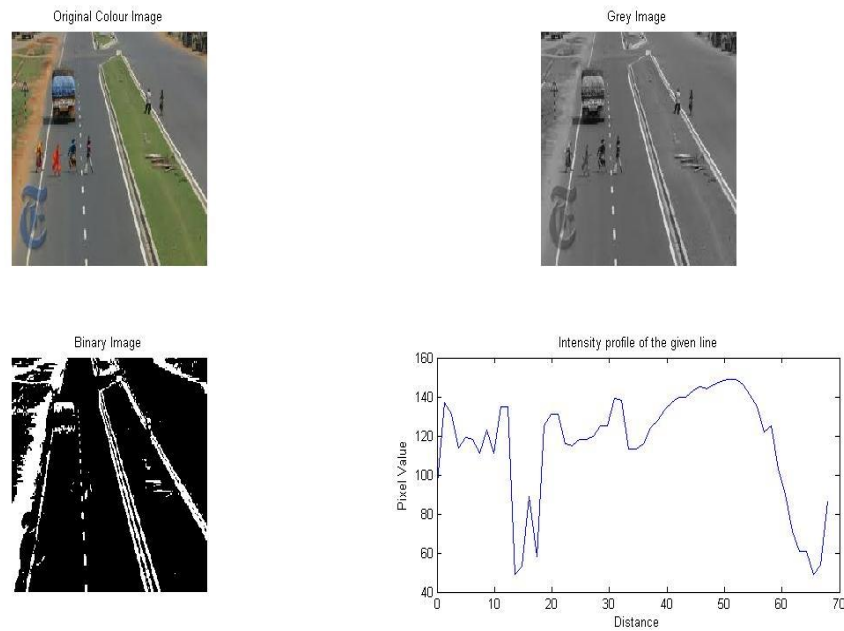 Original Colour Image
Grey Image
Binary Image
Intensity profile of the given line
160
140
120
100
80
60
40
Pixel Value
0 10 20 30 40 50 60 70
Distance